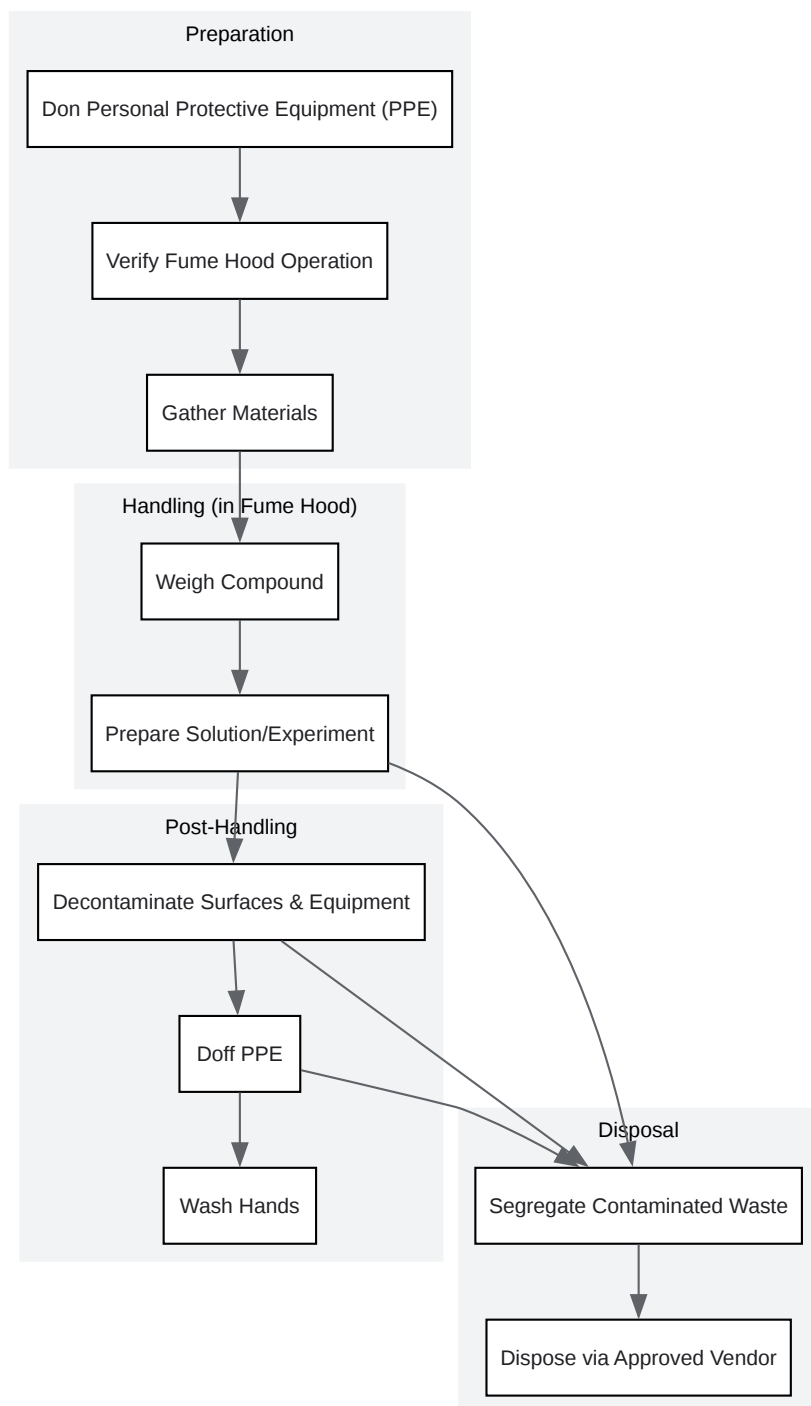 Preparation
Don Personal Protective Equipment (PPE)
Verify Fume Hood Operation
Gather Materials
Handling (in Fume Hood)
Weigh Compound
Prepare Solution/Experiment
Post-Handling
Decontaminate Surfaces & Equipment
Doff PPE
Wash Hands
Disposal
Segregate Contaminated Waste
Dispose via Approved Vendor